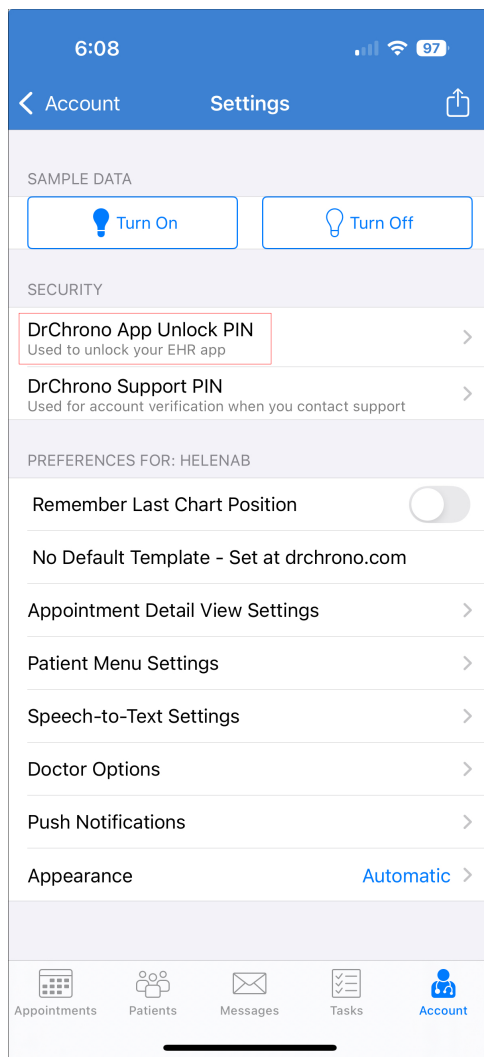 6:08
97
Account
Settings
SAMPLE DATA
Turn On
Turn Off
SECURITY
DrChrono App Unlock PIN
Used to unlock your EHR app
DrChrono Support PIN
Used for account verification when you contact support
PREFERENCES FOR: HELENAB
Remember Last Chart Position
No Default Template - Set at drchrono.com
Appointment Detail View Settings
Patient Menu Settings
Speech-to-Text Settings
Doctor Options
Push Notifications
Appearance
Automatic
Appointments
Patients
Messages
Tasks
Account